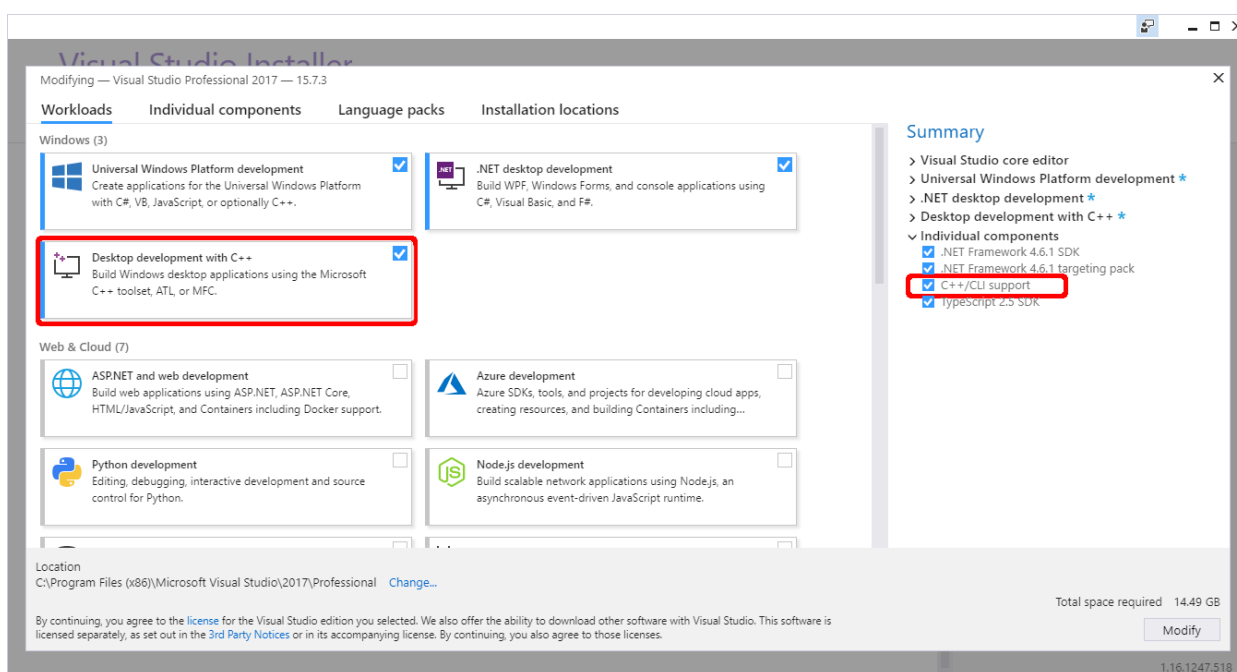 Visual Studio Installer
Modifying — Visual Studio Professional 2017 — 15.7.3
Workloads Individual components Language packs Installation locations
Windows (3)
Universal Windows Platform development
Create applications for the Universal Windows Platform
with C#, VB, JavaScript, or optionally C++.
.NET
.NET desktop development
Build WPF, Windows Forms, and console applications using
C#, Visual Basic, and F#.
Desktop development with C++
Build Windows desktop applications using the Microsoft
C++ toolset, ATL, or MFC.
Web & Cloud (7)
ASP.NET and web development
Build web applications using ASP.NET, ASP.NET Core,
HTML/JavaScript, and Containers including Docker support.
Azure development
Azure SDKs, tools, and projects for developing cloud apps,
creating resources, and building Containers including...
Python development
Editing, debugging, interactive development and source
control for Python.
JS
Node.js development
Build scalable network applications using Node.js, an
asynchronous event-driven JavaScript runtime.
Summary
Visual Studio core editor
Universal Windows Platform development *
.NET desktop development *
Desktop development with C++ *
Individual components
.NET Framework 4.6.1 SDK
.NET Framework 4.6.1 targeting pack
C++/CLI support
TypeScript 2.5 SDK
Location
C:\Program Files (x86)\Microsoft Visual Studio\2017\Professional Change...
Total space required 14.49 GB
By continuing, you agree to the license for the Visual Studio edition you selected. We also offer the ability to download other software with Visual Studio. This software is
licensed separately, as set out in the 3rd Party Notices or in its accompanying license. By continuing, you also agree to those licenses.
Modify
1.16.1247.518